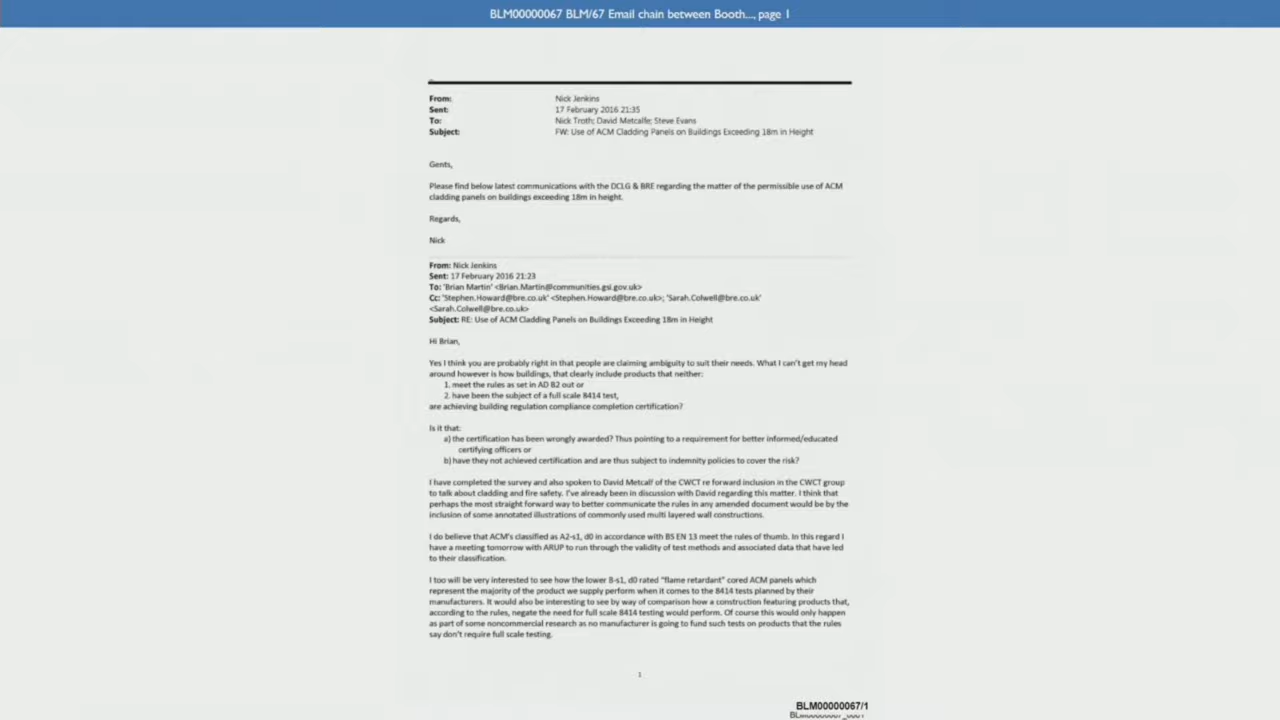 BLM00000067 BLM/67 Email chain between Booth..., page 1
From: Nick Jenkins
Sent: 17 February 2016 21:35
To: Nick Troth; David Metcalfe; Steve Evans
Subject: FW: Use of ACM Cladding Panels on Buildings Exceeding 18m in Height
Gents,
Please find below latest communications with the DCLG & BRE regarding the matter of the permissible use of ACM
cladding panels on buildings exceeding 18m in height.
Regards,
Nick
From: Nick Jenkins
Sent: 17 February 2016 21:23
To: 'Brian Martin' <Brian.Martin@communities.gsi.gov.uk>
Cc: 'Stephen.Howard@bre.co.uk' <Stephen.Howard@bre.co.uk>; 'Sarah.Colwell@bre.co.uk'
<Sarah.Colwell@bre.co.uk>
Subject: RE: Use of ACM Cladding Panels on Buildings Exceeding 18m in Height
Hi Brian,
Yes I think you are probably right in that people are claiming ambiguity to suit their needs. What I can't get my head
around however is how buildings, that clearly include products that neither:
1. meet the rules as set in AD B2 out or
2. have been the subject of a full scale 8414 test,
are achieving building regulation compliance completion certification?
Is it that:
a) the certification has been wrongly awarded? Thus pointing to a requirement for better informed/educated
certifying officers or
b) have they not achieved certification and are thus subject to indemnity policies to cover the risk?
I have completed the survey and also spoken to David Metcalf of the CWCT re forward inclusion in the CWCT group
to talk about cladding and fire safety. I've already been in discussion with David regarding this matter. I think that
perhaps the most straight forward way to better communicate the rules in any amended document would be by the
inclusion of some annotated illustrations of commonly used multi layered wall constructions.
I do believe that ACM's classified as A2-s1, d0 in accordance with BS EN 13 meet the rules of thumb. In this regard I
have a meeting tomorrow with ARUP to run through the validity of test methods and associated data that have led
to their classification.
I too will be very interested to see how the lower B-s1, d0 rated "flame retardant" cored ACM panels which
represent the majority of the product we supply perform when it comes to the 8414 tests planned by their
manufacturers. It would also be interesting to see by way of comparison how a construction featuring products that,
according to the rules, negate the need for full scale 8414 testing would perform. Of course this would only happen
as part of some noncommercial research as no manufacturer is going to fund such tests on products that the rules
say don't require full scale testing.
1
BLM00000067/1